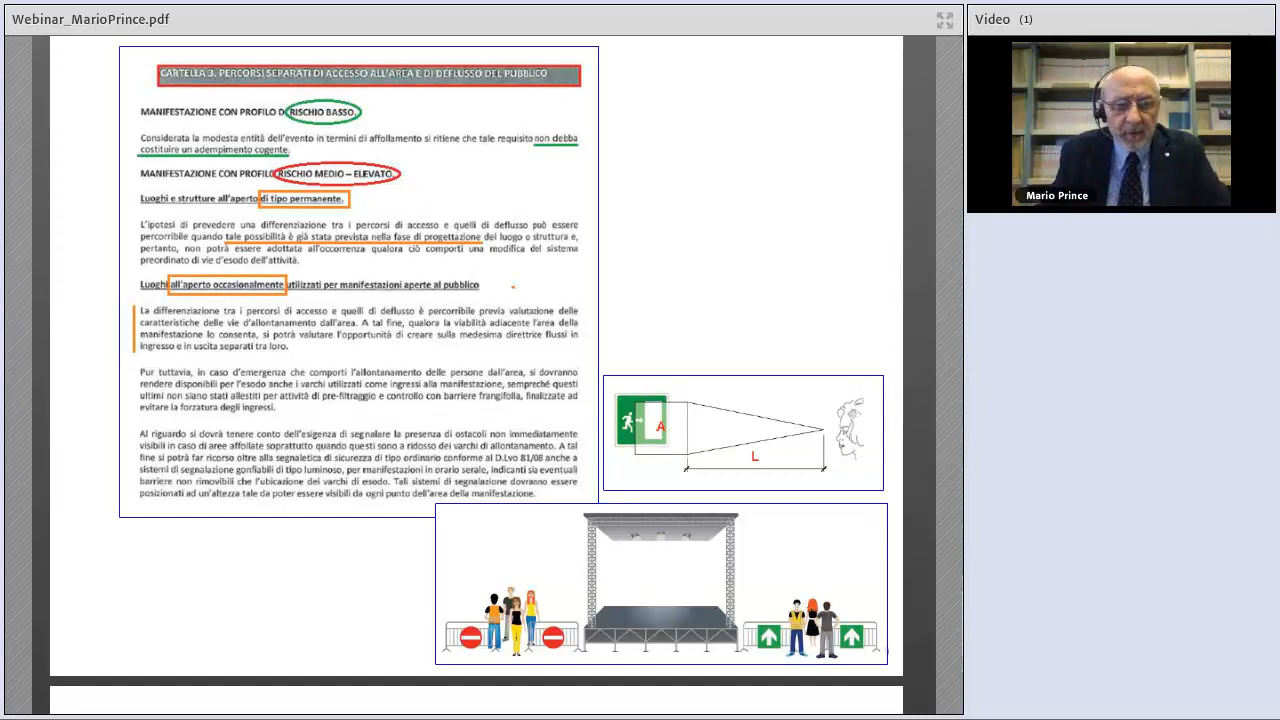 Webinar_MarioPrince.pdf
Video (1)
CARTELLA 3. PERCORSI SEPARATI DI ACCESSO ALL'AREA E DI DEFLUSSO DEL PUBBLICO
MANIFESTAZIONE CON PROFILO DI RISCHIO BASSO.
Considerata la modesta entità dell'evento in termini di affollamento si ritiene che tale requisito non debba
costituire un adempimento cogente.
MANIFESTAZIONE CON PROFILO RISCHIO MEDIO – ELEVATO.
Luoghi e strutture all'aperto di tipo permanente.
L'ipotesi di prevedere una differenziazione tra i percorsi di accesso e quelli di deflusso può essere
percorribile quando tale possibilità è già stata prevista nella fase di progettazione del luogo o struttura e,
pertanto, non potrà essere adottata all'occorrenza qualora ciò comporti una modifica del sistema
preordinato di vie d'esodo dell'attività.
Luoghi all'aperto occasionalmente utilizzati per manifestazioni aperte al pubblico
La differenziazione tra i percorsi di accesso e quelli di deflusso è percorribile previa valutazione delle
caratteristiche delle vie d'allontanamento dall'area. A tal fine, qualora la viabilità adiacente l'area della
manifestazione lo consenta, si potrà valutare l'opportunità di creare sulla medesima direttrice flussi in
ingresso e in uscita separati tra loro.
Pur tuttavia, in caso d'emergenza che comporti l'allontanamento delle persone dall'area, si dovranno
rendere disponibili per l'esodo anche i varchi utilizzati come ingressi alla manifestazione, sempreché questi
ultimi non siano stati allestiti per attività di pre-filtraggio e controllo con barriere frangifolla, finalizzate ad
evitare la forzatura degli ingressi.
Al riguardo si dovrà tenere conto dell'esigenza di segnalare la presenza di ostacoli non immediatamente
visibili in caso di aree affollate soprattutto quando questi sono a ridosso dei varchi di allontanamento. A tal
fine si potrà far ricorso oltre alla segnaletica di sicurezza di tipo ordinario conforme al D.Lvo 81/08 anche a
sistemi di segnalazione gonfiabili di tipo luminoso, per manifestazioni in orario serale, indicanti sia eventuali
barriere non rimovibili che l'ubicazione dei varchi di esodo. Tali sistemi di segnalazione dovranno essere
posizionati ad un'altezza tale da poter essere visibili da ogni punto dell'area della manifestazione.
A
L
Mario Prince